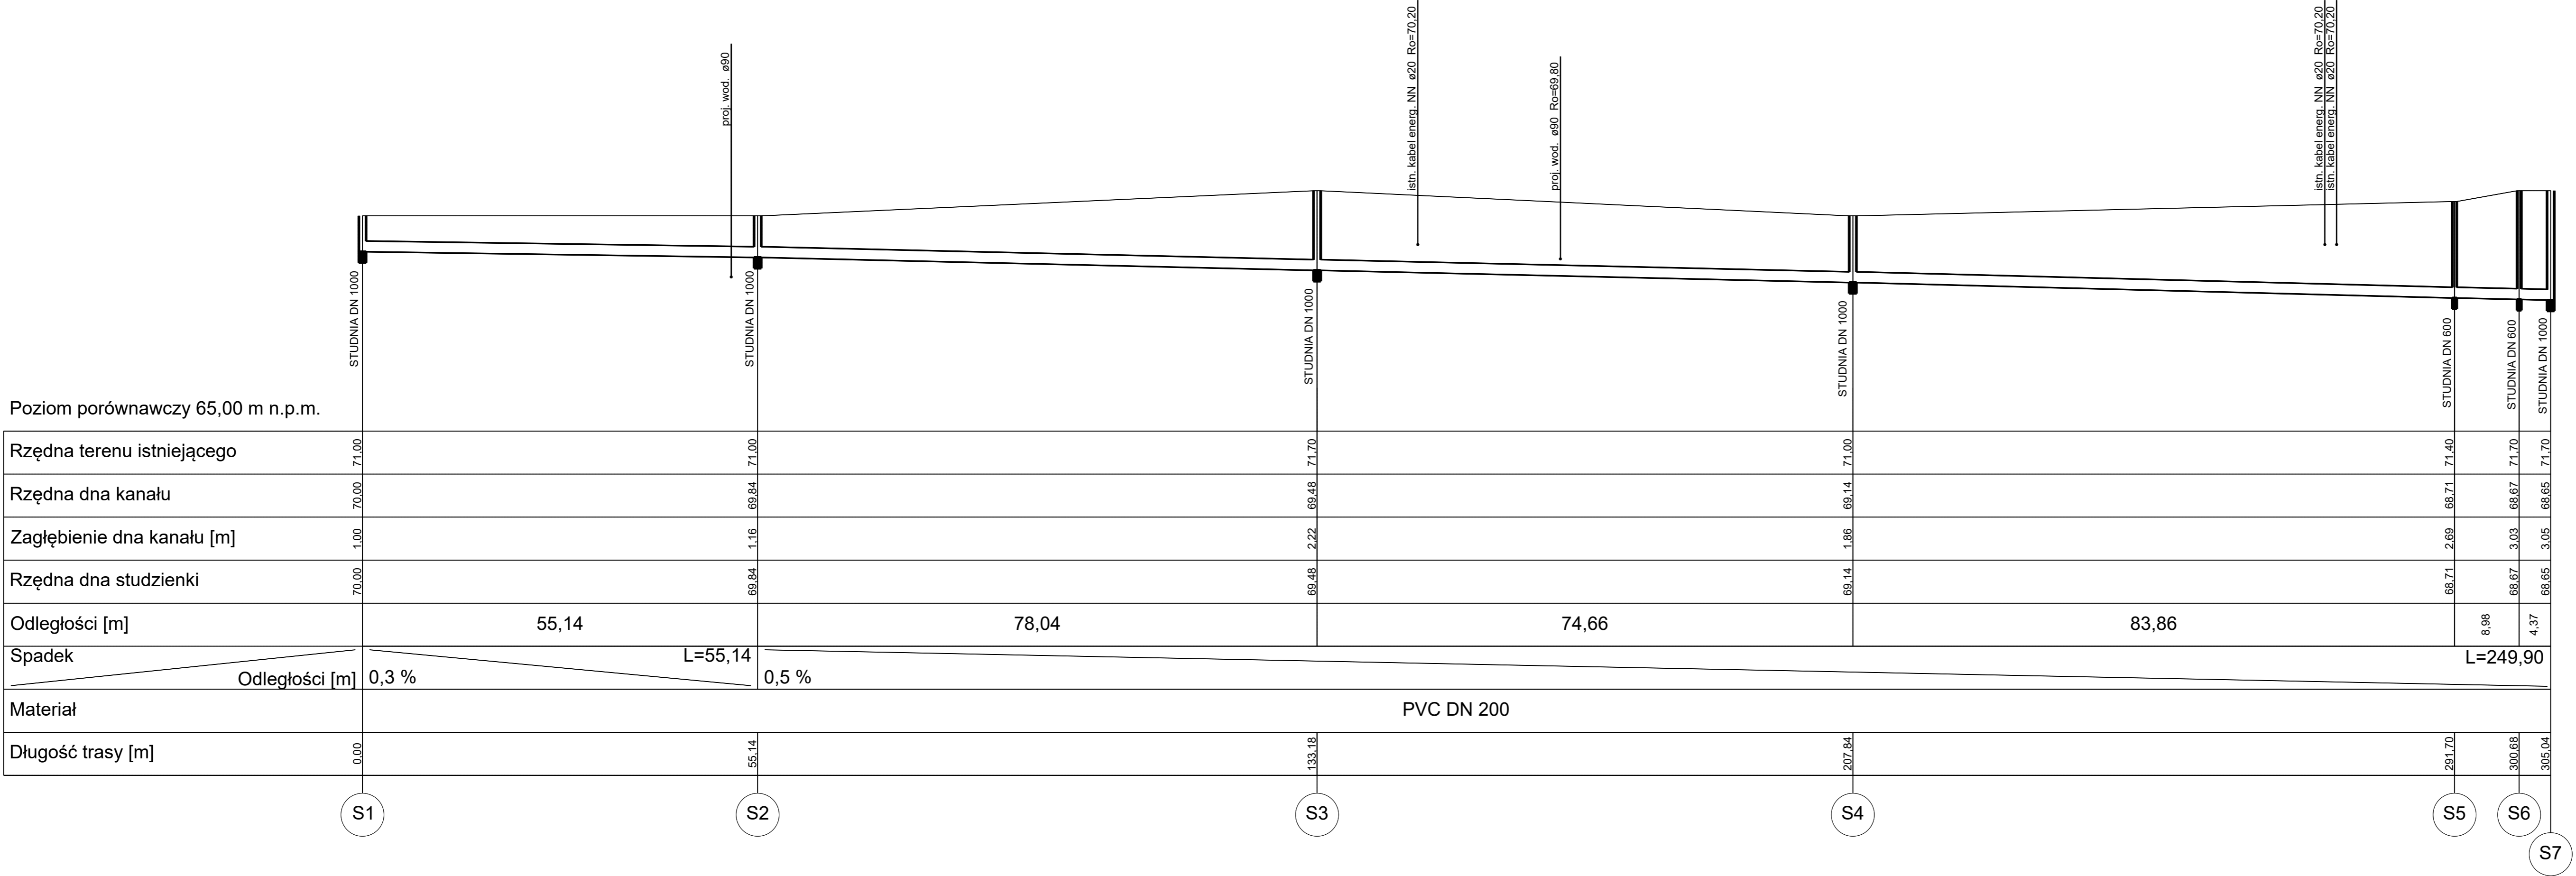 proj. wod. ø90
istn. kabel energ. NN ø20 Ro=70,20
proj. wod. ø90 Ro=69,80
istn. kabel energ. NN ø20 Ro=70,20
istn. kabel energ. NN ø20 Ro=70,20
STUDNIA DN 1000
STUDNIA DN 1000
STUDNIA DN 1000
STUDNIA DN 1000
STUDNIA DN 600
STUDNIA DN 600
STUDNIA DN 1000
Poziom porównawczy 65,00 m n.p.m.
Rzędna terenu istniejącego 71,00 71,00 71,70 71,00 71,40 71,70 71,70
Rzędna dna kanału 70,00 69,84 69,48 69,14 68,71 68,67 68,65
Zagłębienie dna kanału [m] 1,00 1,16 2,22 1,86 2,69 3,03 3,05
Rzędna dna studzienki 70,00 69,84 69,48 69,14 68,71 68,67 68,65
Odległości [m] 55,14 78,04 74,66 83,86 8,98 4,37
Spadek L=55,14 L=249,90
Odległości [m] 0,3 % 0,5 %
Materiał PVC DN 200
Długość trasy [m] 0,00 55,14 133,18 207,84 291,70 300,68 305,04
S1 S2 S3 S4 S5 S6
S7